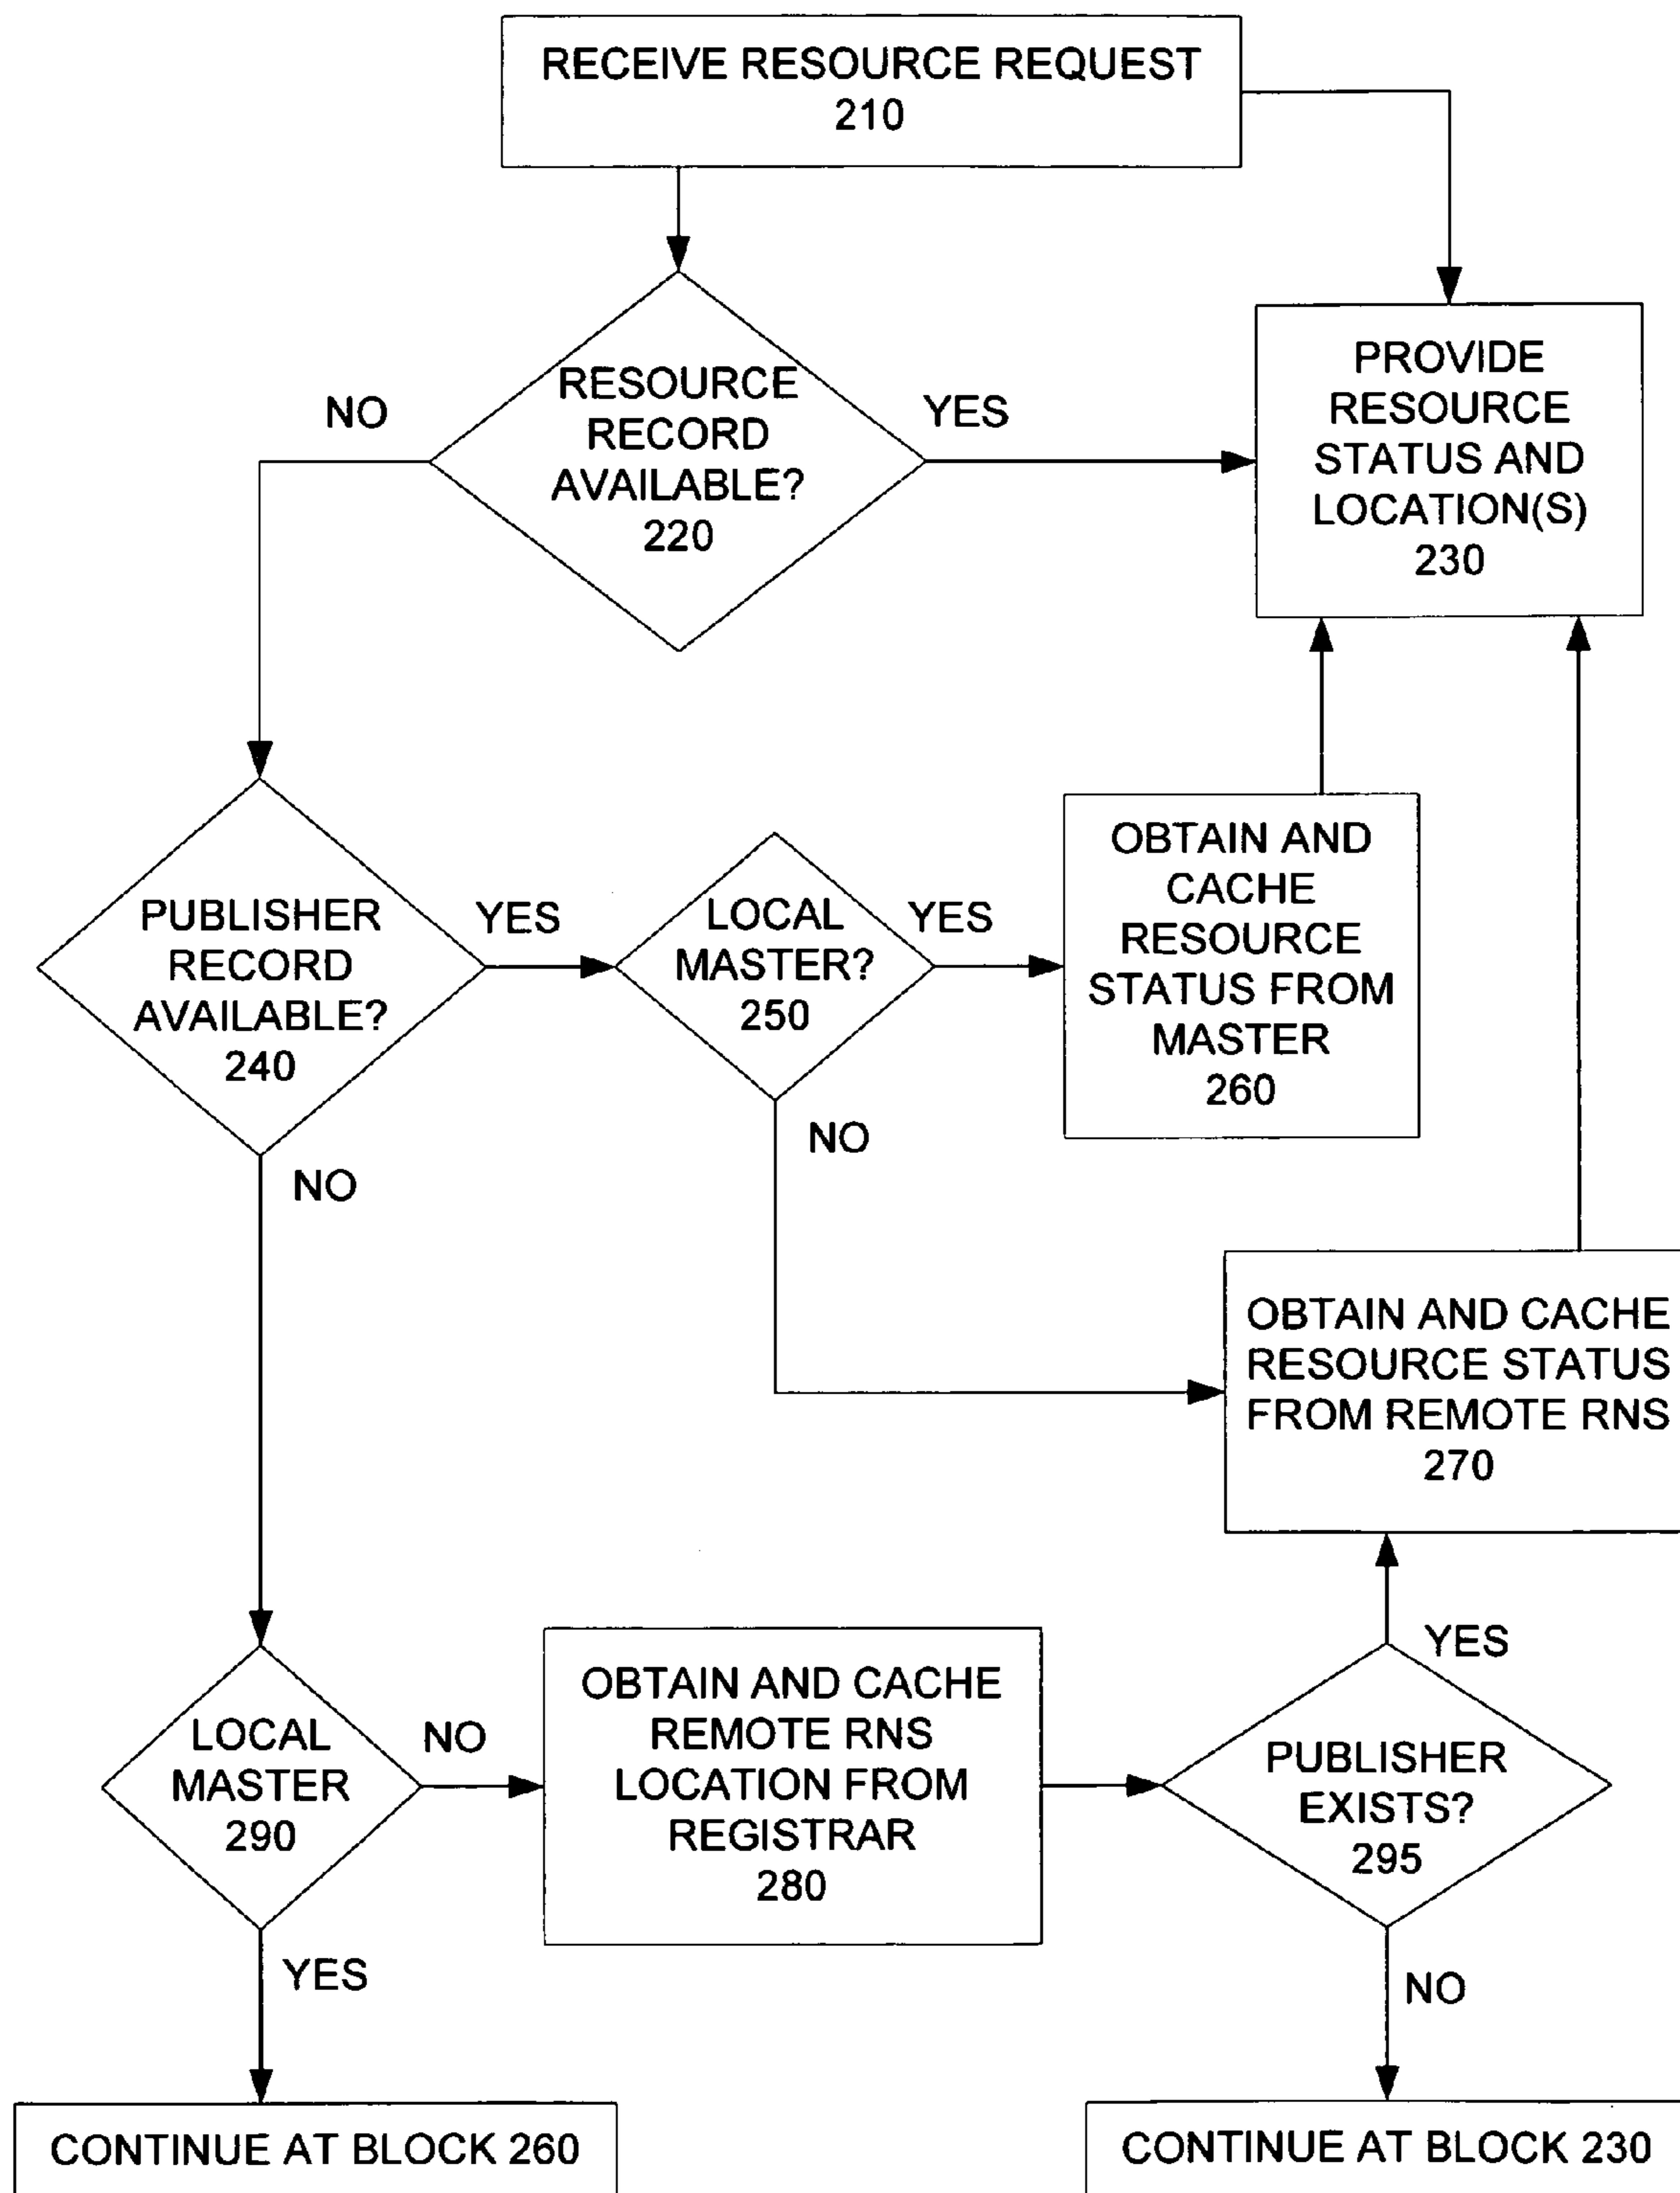 RECEIVE RESOURCE REQUEST
210
RESOURCE
RECORD
AVAILABLE?
220
NO
YES
PROVIDE
RESOURCE
STATUS AND
LOCATION(S)
230
PUBLISHER
RECORD
AVAILABLE?
240
YES
NO
LOCAL
MASTER?
250
YES
NO
OBTAIN AND
CACHE
RESOURCE
STATUS FROM
MASTER
260
OBTAIN AND CACHE
RESOURCE STATUS
FROM REMOTE RNS
270
LOCAL
MASTER
290
NO
YES
OBTAIN AND CACHE
REMOTE RNS
LOCATION FROM
REGISTRAR
280
PUBLISHER
EXISTS?
295
YES
NO
CONTINUE AT BLOCK 260
CONTINUE AT BLOCK 230